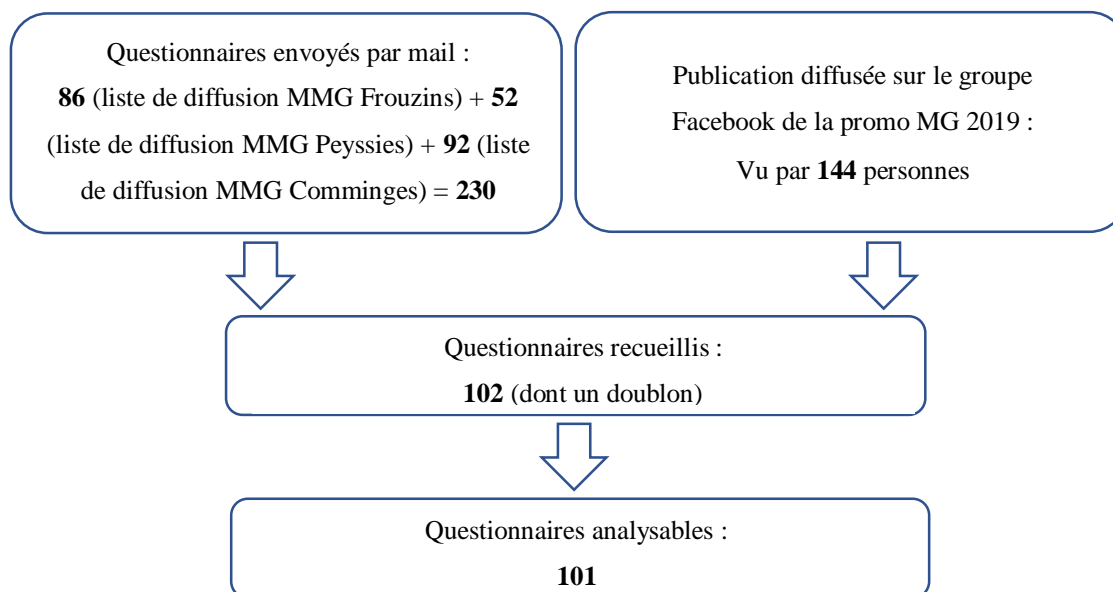 Questionnaires envoyés par mail :
86 (liste de diffusion MMG Frouzins) + 52
(liste de diffusion MMG Peyssies) + 92 (liste
de diffusion MMG Comminges) = 230
Publication diffusée sur le groupe
Facebook de la promo MG 2019 :
Vu par 144 personnes
Questionnaires recueillis :
102 (dont un doublon)
Questionnaires analysables :
101